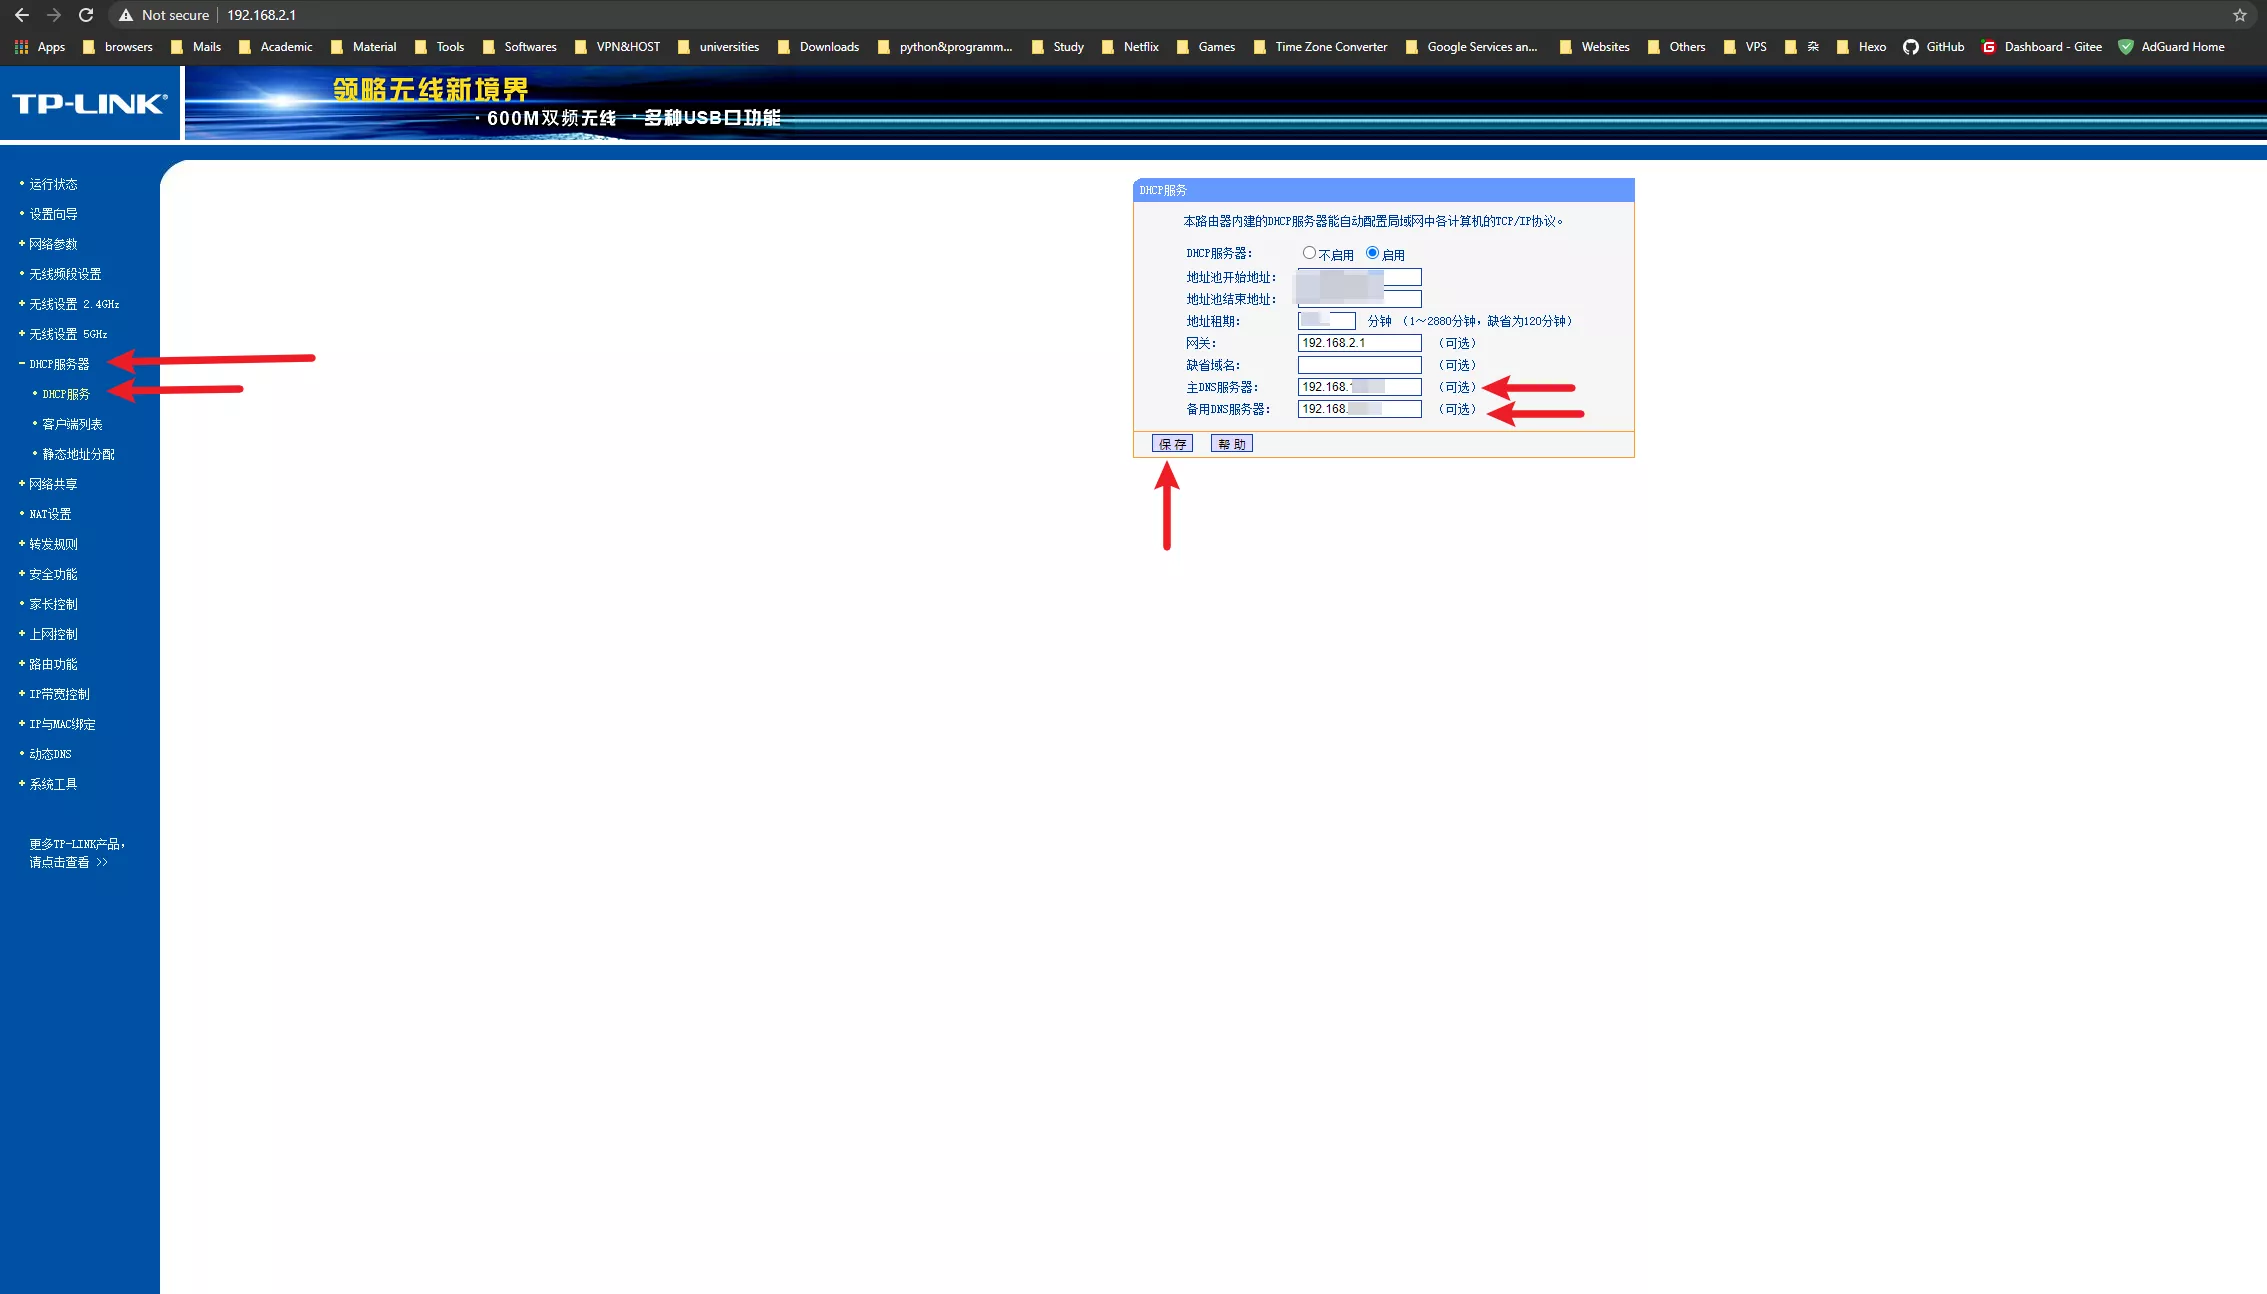 Not secure 192.168.2.1
Apps browsers Mails Academic Material Tools Softwares VPN&HOST universities Downloads python&programm... Study Netflix Games Time Zone Converter Google Services an... Websites Others VPS 杂 Hexo GitHub Dashboard - Gitee AdGuard Home
TP-LINK®
领略无线新境界
·600M双频无线 ·多种USB口功能
• 运行状态
• 设置向导
+ 网络参数
• 无线频段设置
+ 无线设置 2.4GHz
+ 无线设置 5GHz
- DHCP服务器
• DHCP服务
• 客户端列表
• 静态地址分配
+ 网络共享
• NAT设置
+ 转发规则
+ 安全功能
• 家长控制
+ 上网控制
+ 路由功能
+ IP带宽控制
+ IP与MAC绑定
• 动态DNS
+ 系统工具
更多TP-LINK产品，
请点击查看 >>
DHCP服务
本路由器内建的DHCP服务器能自动配置局域网中各计算机的TCP/IP协议。
DHCP服务器： 不启用 启用
地址池开始地址：
地址池结束地址：
地址租期： 分钟 （1～2880分钟，缺省为120分钟）
网关： 192.168.2.1 （可选）
缺省域名： （可选）
主DNS服务器： 192.168. （可选）
备用DNS服务器： 192.168. （可选）
保 存 帮 助